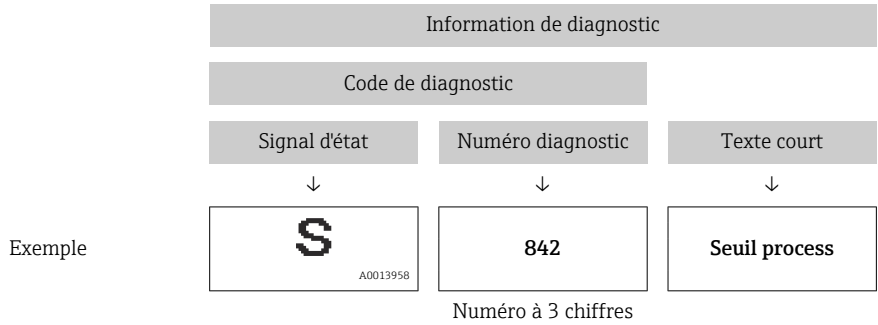 Information de diagnostic
Code de diagnostic
Signal d'état Numéro diagnostic Texte court
↓ ↓ ↓
Exemple S 842 Seuil process
A0013958
Numéro à 3 chiffres